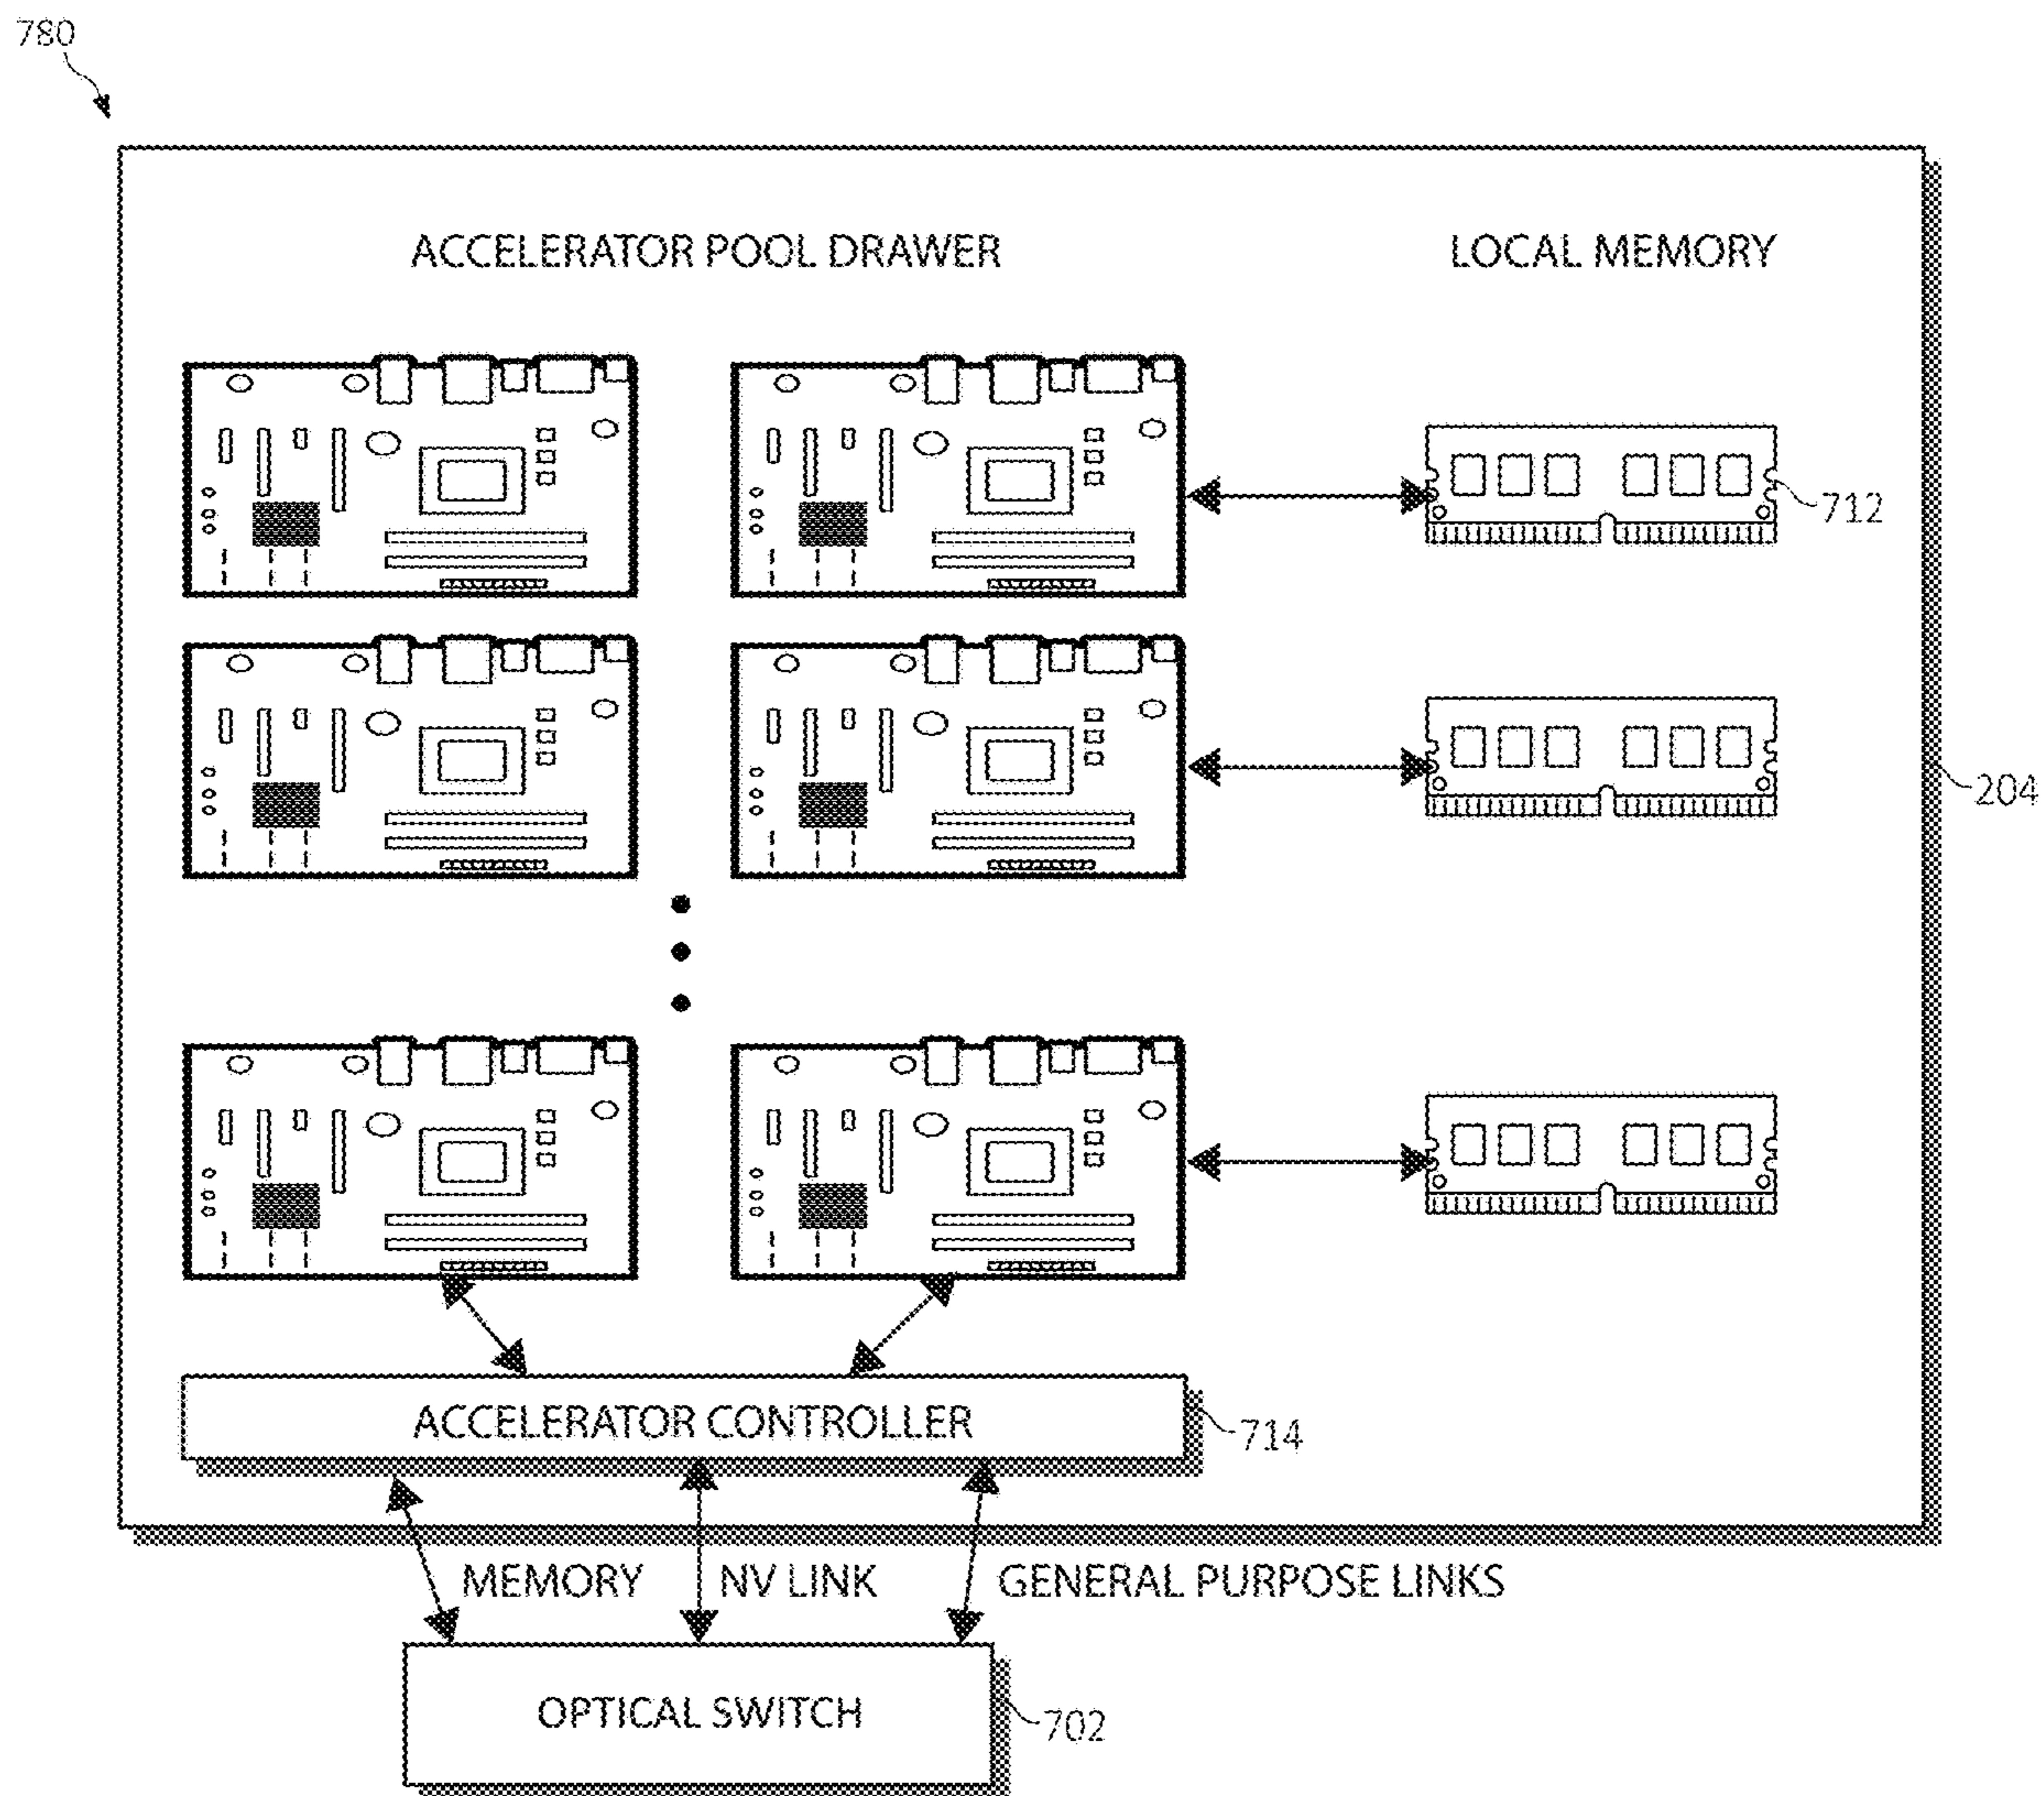 780
ACCELERATOR POOL DRAWER
LOCAL MEMORY
712
204
ACCELERATOR CONTROLLER
714
MEMORY
NV LINK
GENERAL PURPOSE LINKS
OPTICAL SWITCH
702